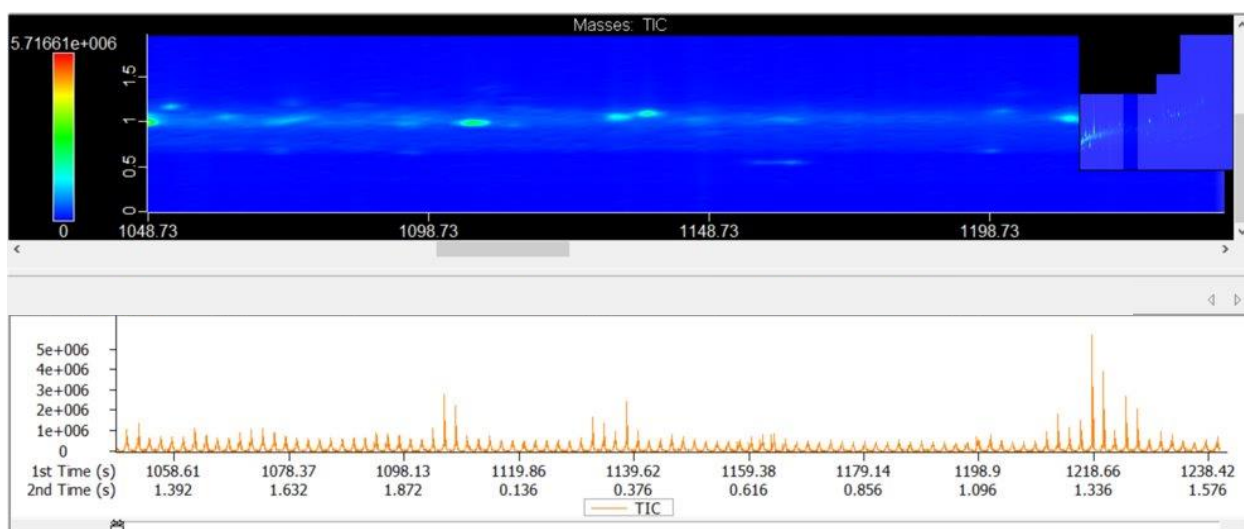 Masses: TIC
5.71661e+006
1.5
1
0.5
0
0
1048.73 1098.73 1148.73 1198.73
5e+006
4e+006
3e+006
2e+006
1e+006
0
1st Time (s) 1058.61 1078.37 1098.13 1119.86 1139.62 1159.38 1179.14 1198.9 1218.66 1238.42
2nd Time (s) 1.392 1.632 1.872 0.136 0.376 0.616 0.856 1.096 1.336 1.576
TIC